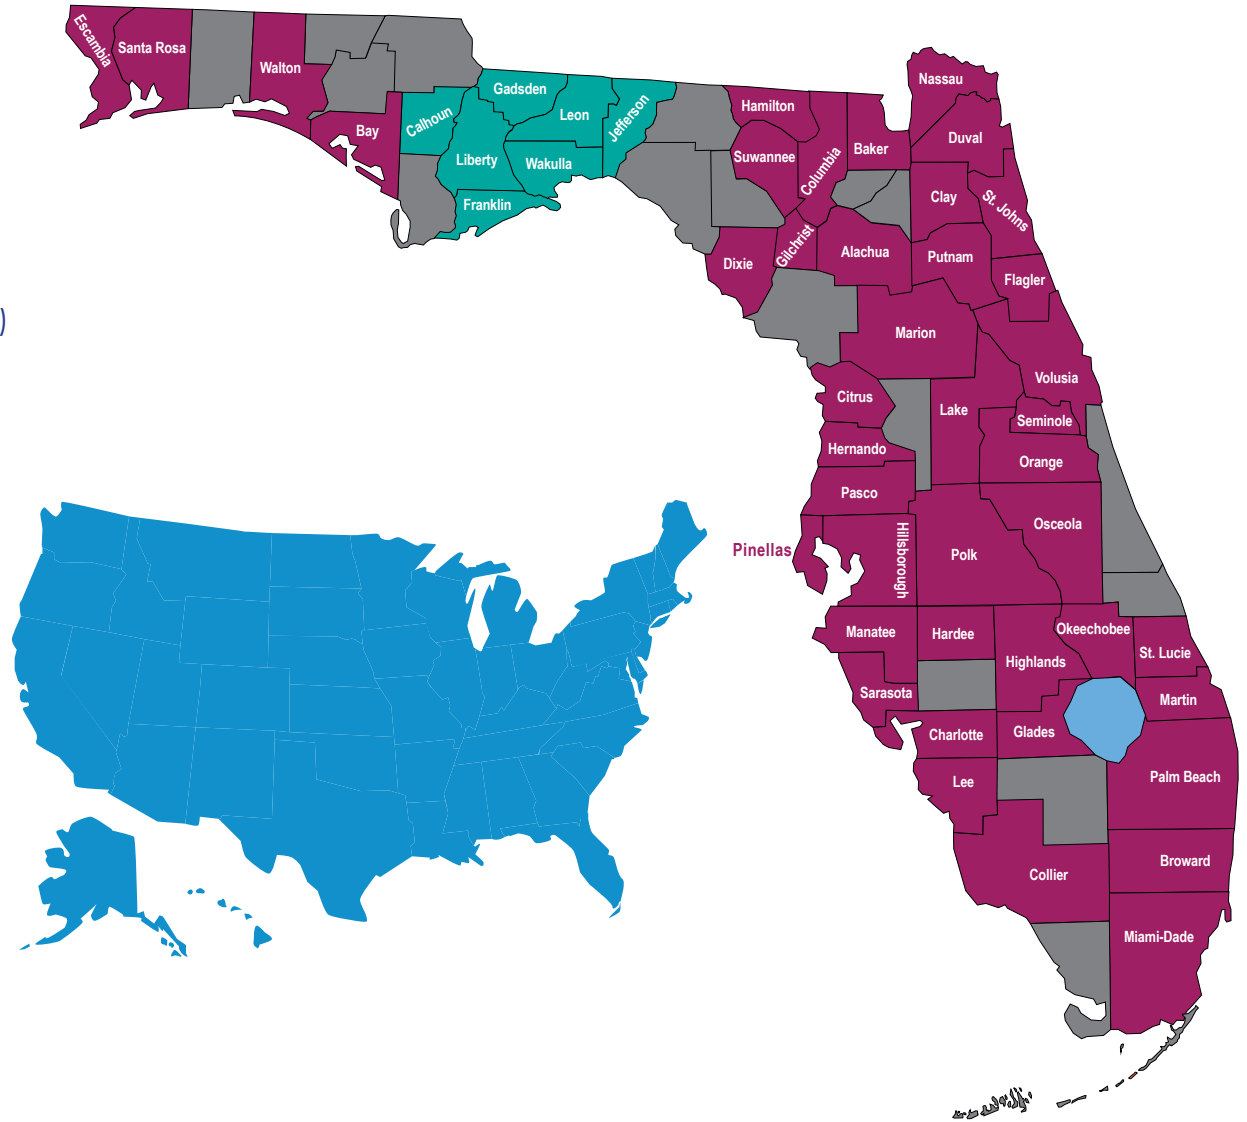 Escambia
Santa Rosa
Walton
Bay
Calhoun
Gadsden
Leon
Jefferson
Liberty
Wakulla
Franklin
Hamilton
Suwannee
Columbia
Baker
Nassau
Duval
Clay
St. Johns
Gilchrist
Alachua
Putnam
Dixie
Flagler
)
Marion
Volusia
Citrus
Lake
Seminole
Hernando
Orange
Pasco
Osceola
Pinellas
Hillsborough
Polk
Manatee
Hardee
Okeechobee
Highlands
St. Lucie
Sarasota
Martin
Charlotte
Glades
Lee
Palm Beach
Broward
Collier
Miami-Dade